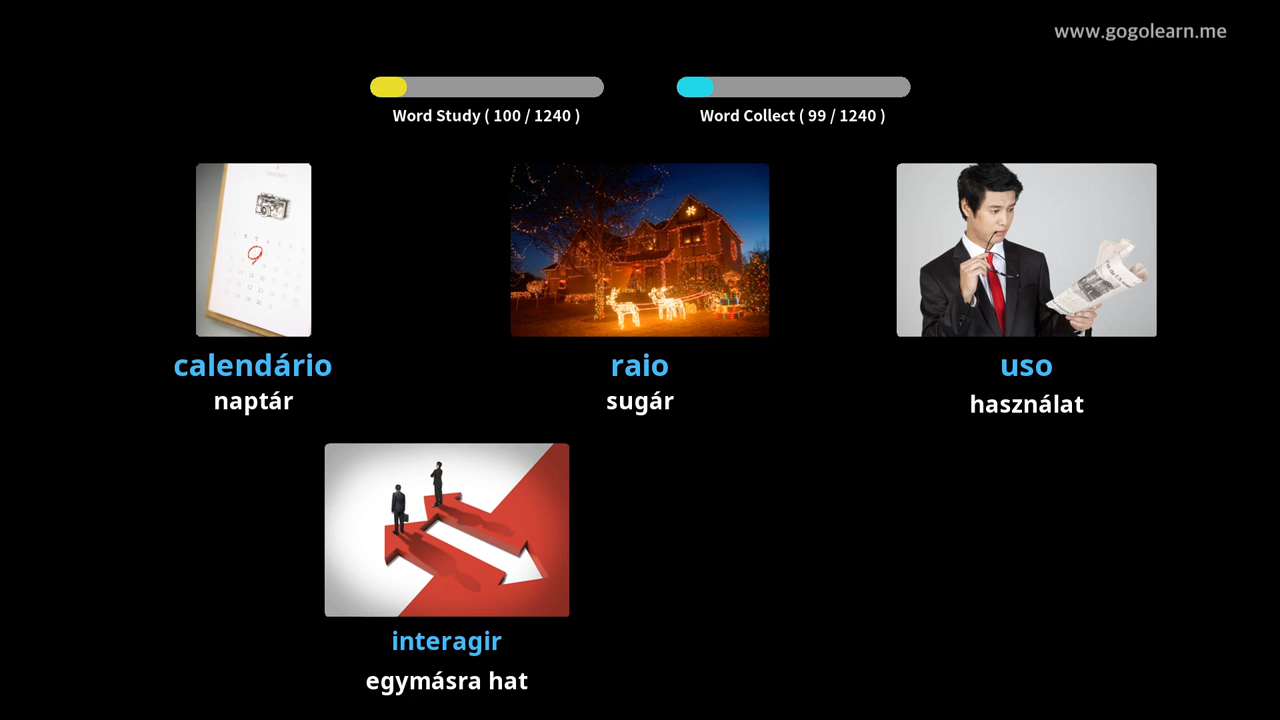 www.gogolearn.me
Word Study ( 100 / 1240 )
Word Collect ( 99 / 1240 )
calendário
naptár
raio
sugár
uso
használat
interagir
egymásra hat